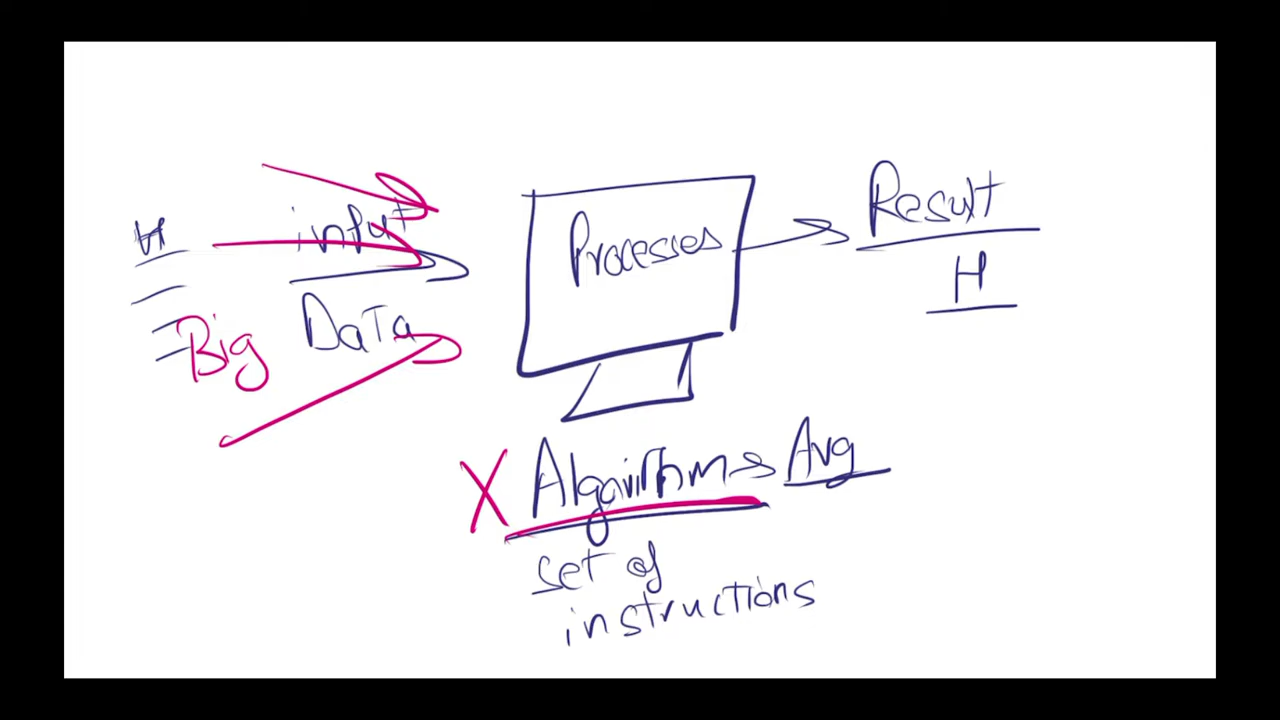 input
Data
Big
Processes
Result
H
X Algorithms Avg
set of
instructions